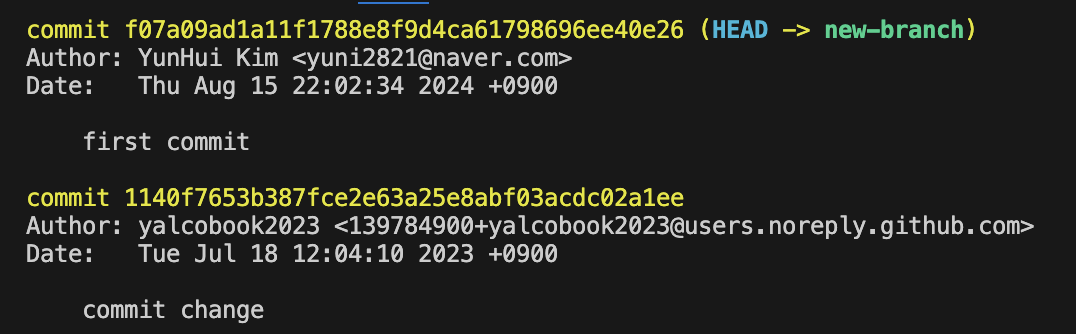 commit f07a09ad1a11f1788e8f9d4ca61798696ee40e26 (HEAD -> new-branch)
Author: YunHui Kim <yuni2821@naver.com>
Date:   Thu Aug 15 22:02:34 2024 +0900
first commit
commit 1140f7653b387fce2e63a25e8abf03acdc02a1ee
Author: yalcobook2023 <139784900+yalcobook2023@users.noreply.github.com>
Date:   Tue Jul 18 12:04:10 2023 +0900
commit change